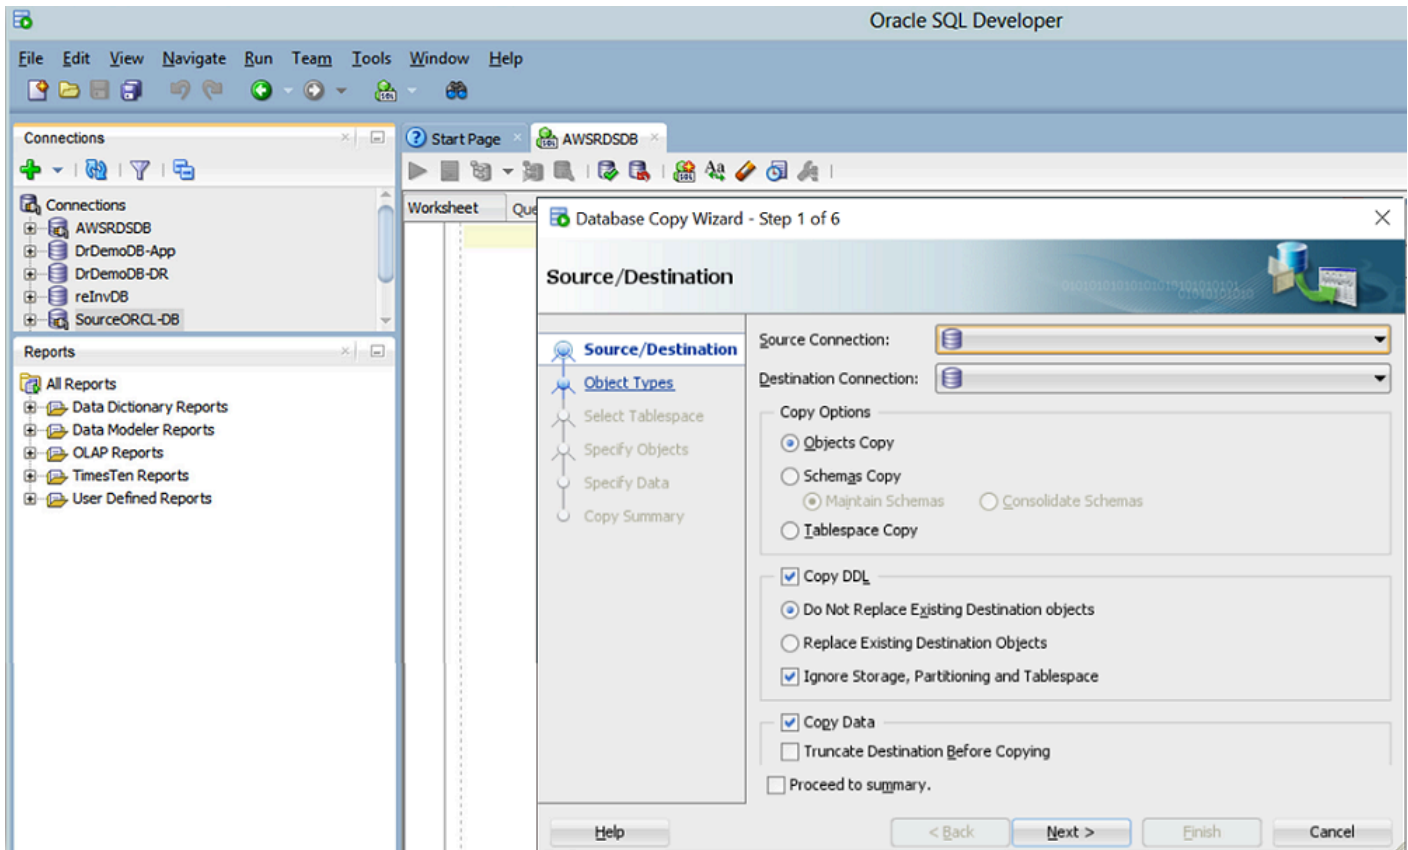 Oracle SQL Developer
File Edit View Navigate Run Team Tools Window Help
Connections
Start Page
AWSRDSDB
Connections
AWSRDSDB
DrDemoDB-App
DrDemoDB-DR
reInvDB
SourceORCL-DB
Reports
All Reports
Data Dictionary Reports
Data Modeler Reports
OLAP Reports
TimesTen Reports
User Defined Reports
Worksheet
Database Copy Wizard - Step 1 of 6
Source/Destination
Source/Destination
Object Types
Select Tablespace
Specify Objects
Specify Data
Copy Summary
Source Connection:
Destination Connection:
Copy Options
Objects Copy
Schemas Copy
Maintain Schemas Consolidate Schemas
Tablespace Copy
Copy DDL
Do Not Replace Existing Destination objects
Replace Existing Destination Objects
Ignore Storage, Partitioning and Tablespace
Copy Data
Truncate Destination Before Copying
Proceed to summary.
Help < Back Next > Finish Cancel